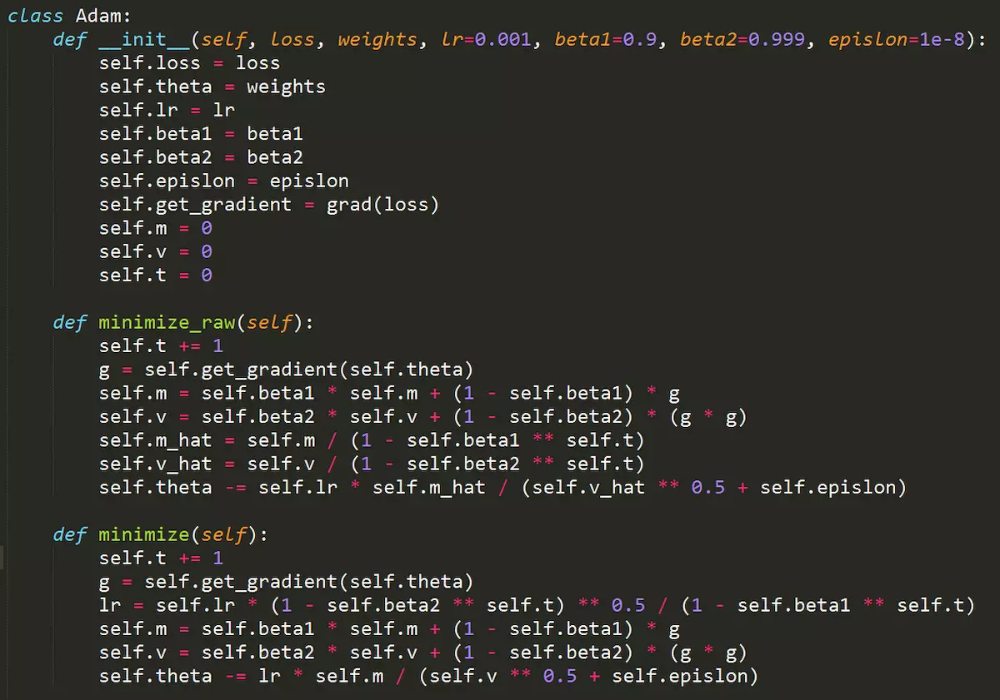 class Adam:
    def __init__(self, loss, weights, lr=0.001, beta1=0.9, beta2=0.999, epislon=1e-8):
        self.loss = loss
        self.theta = weights
        self.lr = lr
        self.beta1 = beta1
        self.beta2 = beta2
        self.epislon = epislon
        self.get_gradient = grad(loss)
        self.m = 0
        self.v = 0
        self.t = 0

    def minimize_raw(self):
        self.t += 1
        g = self.get_gradient(self.theta)
        self.m = self.beta1 * self.m + (1 - self.beta1) * g
        self.v = self.beta2 * self.v + (1 - self.beta2) * (g * g)
        self.m_hat = self.m / (1 - self.beta1 ** self.t)
        self.v_hat = self.v / (1 - self.beta2 ** self.t)
        self.theta -= self.lr * self.m_hat / (self.v_hat ** 0.5 + self.epislon)

    def minimize(self):
        self.t += 1
        g = self.get_gradient(self.theta)
        lr = self.lr * (1 - self.beta2 ** self.t) ** 0.5 / (1 - self.beta1 ** self.t)
        self.m = self.beta1 * self.m + (1 - self.beta1) * g
        self.v = self.beta2 * self.v + (1 - self.beta2) * (g * g)
        self.theta -= lr * self.m / (self.v ** 0.5 + self.epislon)